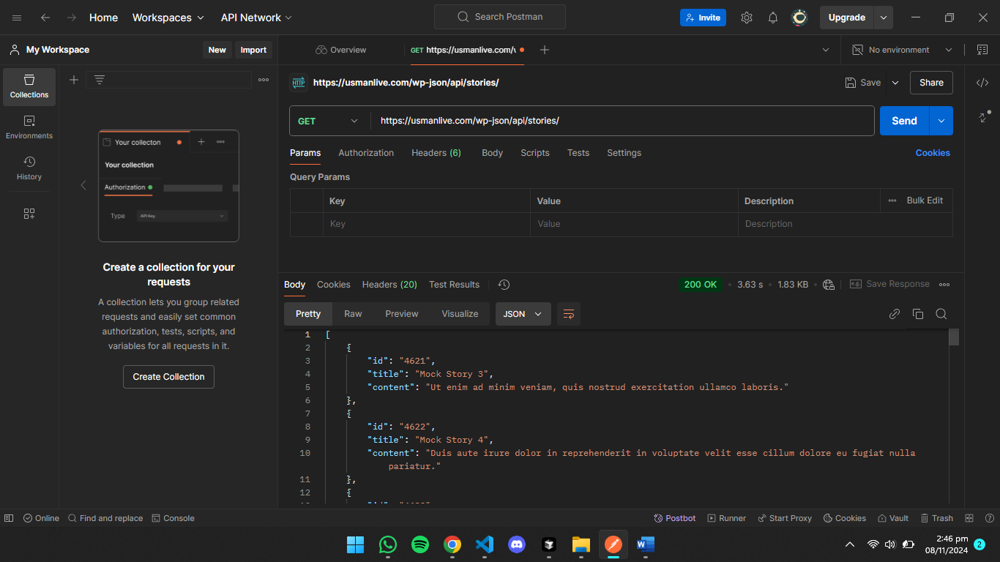 Home Workspaces API Network Search Postman Invite Upgrade
My Workspace New Import Overview GET https://usmanlive.com/v No environment
Collections
Environments
History
Your collecton
Your collection
Authorization
Type API Key
Create a collection for your
requests
A collection lets you group related
requests and easily set common
authorization, tests, scripts, and
variables for all requests in it.
Create Collection
HTTP https://usmanlive.com/wp-json/api/stories/ Save Share
GET https://usmanlive.com/wp-json/api/stories/ Send
Params Authorization Headers (6) Body Scripts Tests Settings Cookies
Query Params
Key Value Description Bulk Edit
Key Value Description
Body Cookies Headers (20) Test Results 200 OK 3.63 s 1.83 KB e.g. Save Response
Pretty Raw Preview Visualize JSON
1 [
2 {
3 "id": "4621",
4 "title": "Mock Story 3",
5 "content": "Ut enim ad minim veniam, quis nostrud exercitation ullamco laboris."
6 },
7 {
8 "id": "4622",
9 "title": "Mock Story 4",
10 "content": "Duis aute irure dolor in reprehenderit in voluptate velit esse cillum dolore eu fugiat nulla
pariatur."
11 },
12 {
Online Find and replace Console Postbot Runner Start Proxy Cookies Vault Trash
2:46 pm
08/11/2024 2